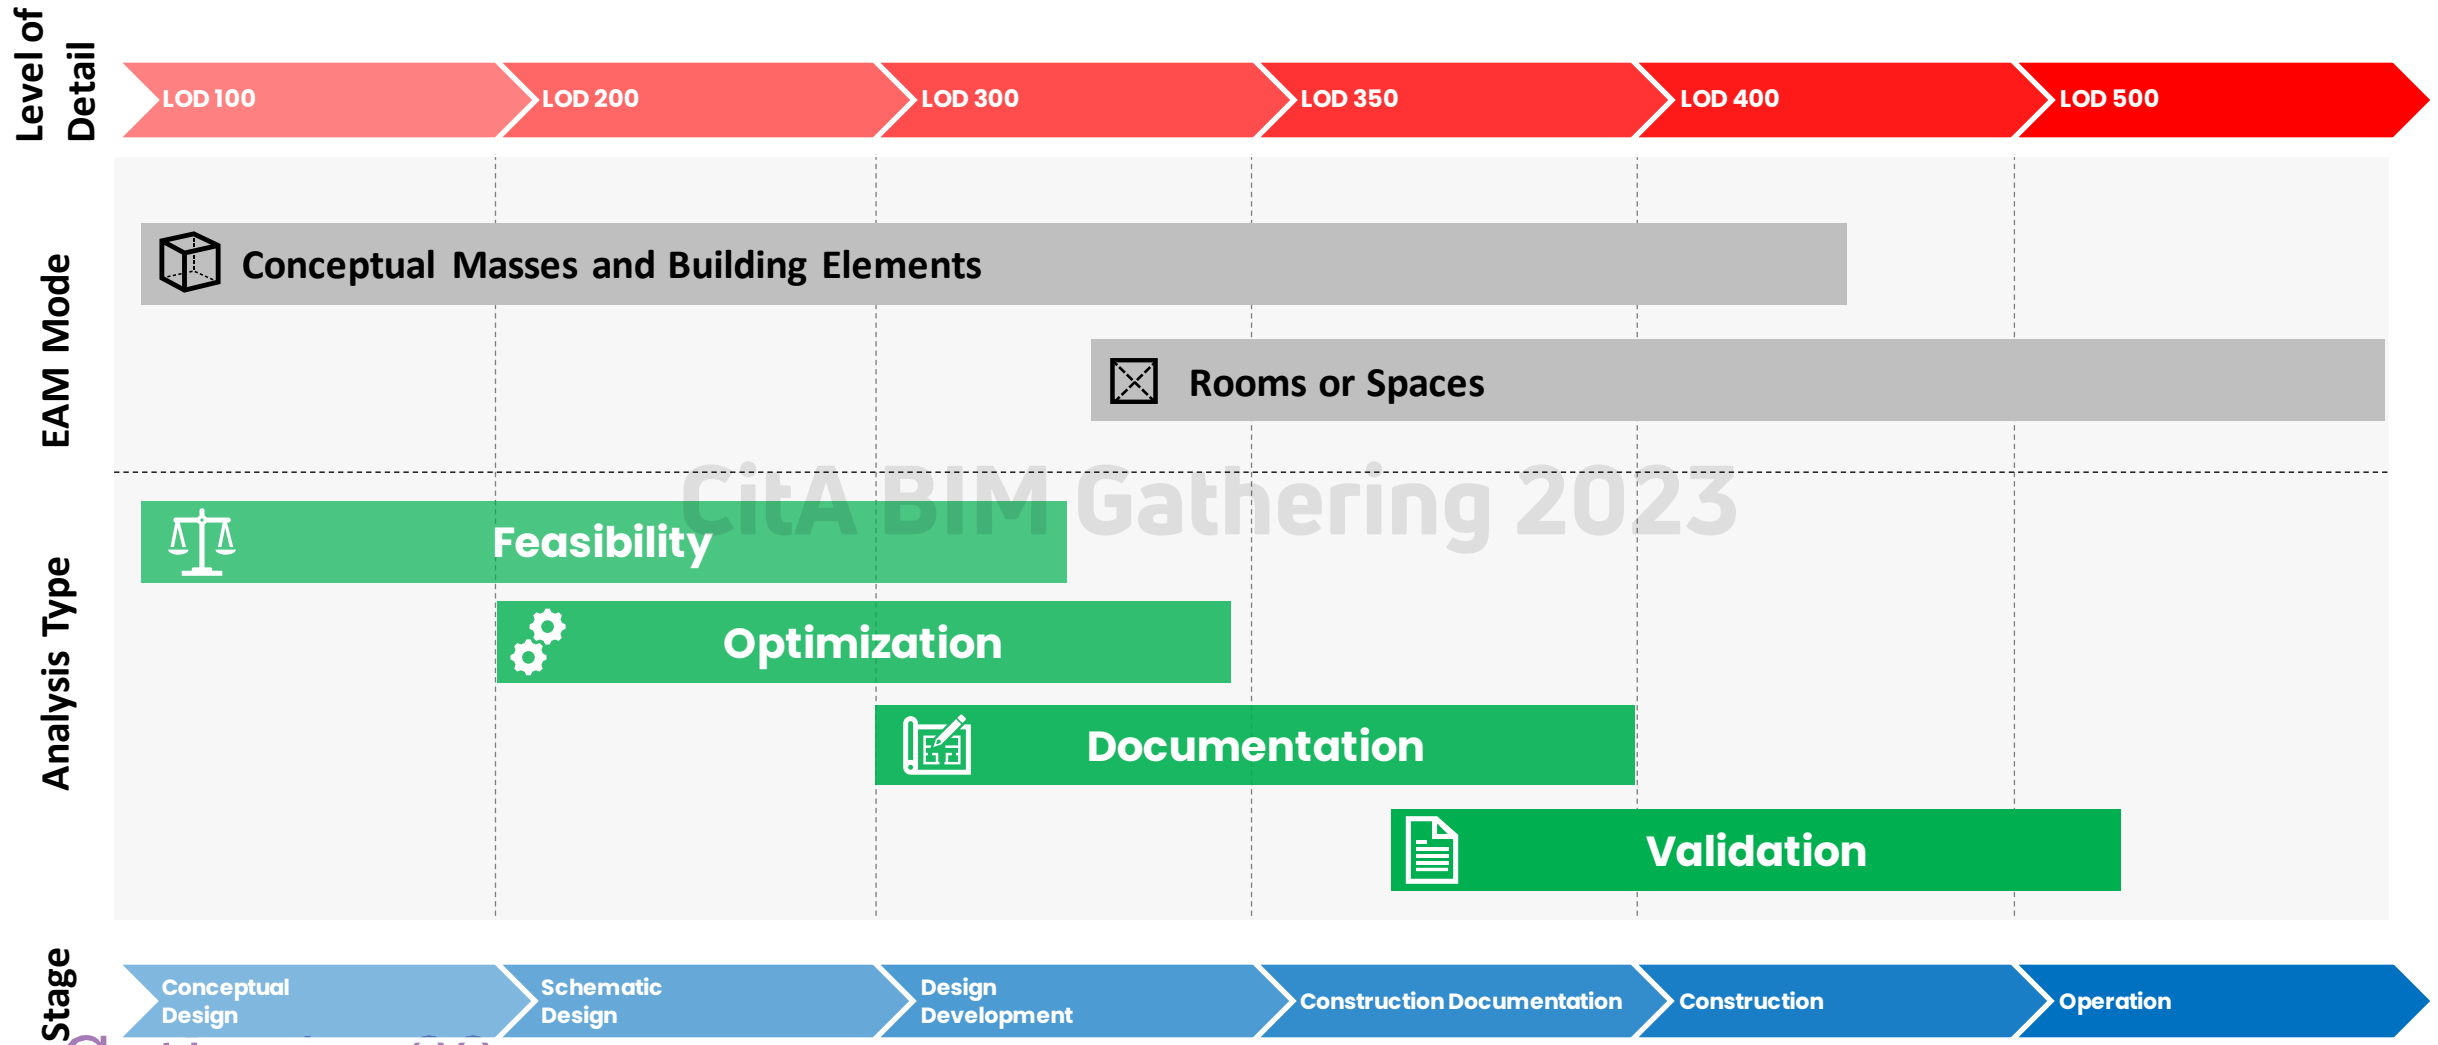 Level of
Detail
LOD 100
LOD 200
LOD 300
LOD 350
LOD 400
LOD 500
EAM Mode
Conceptual Masses and Building Elements
Rooms or Spaces
CitA BIM Gathering 2023
Analysis Type
Feasibility
Optimization
Documentation
Validation
Stage
Conceptual
Design
Schematic
Design
Design
Development
Construction Documentation
Construction
Operation